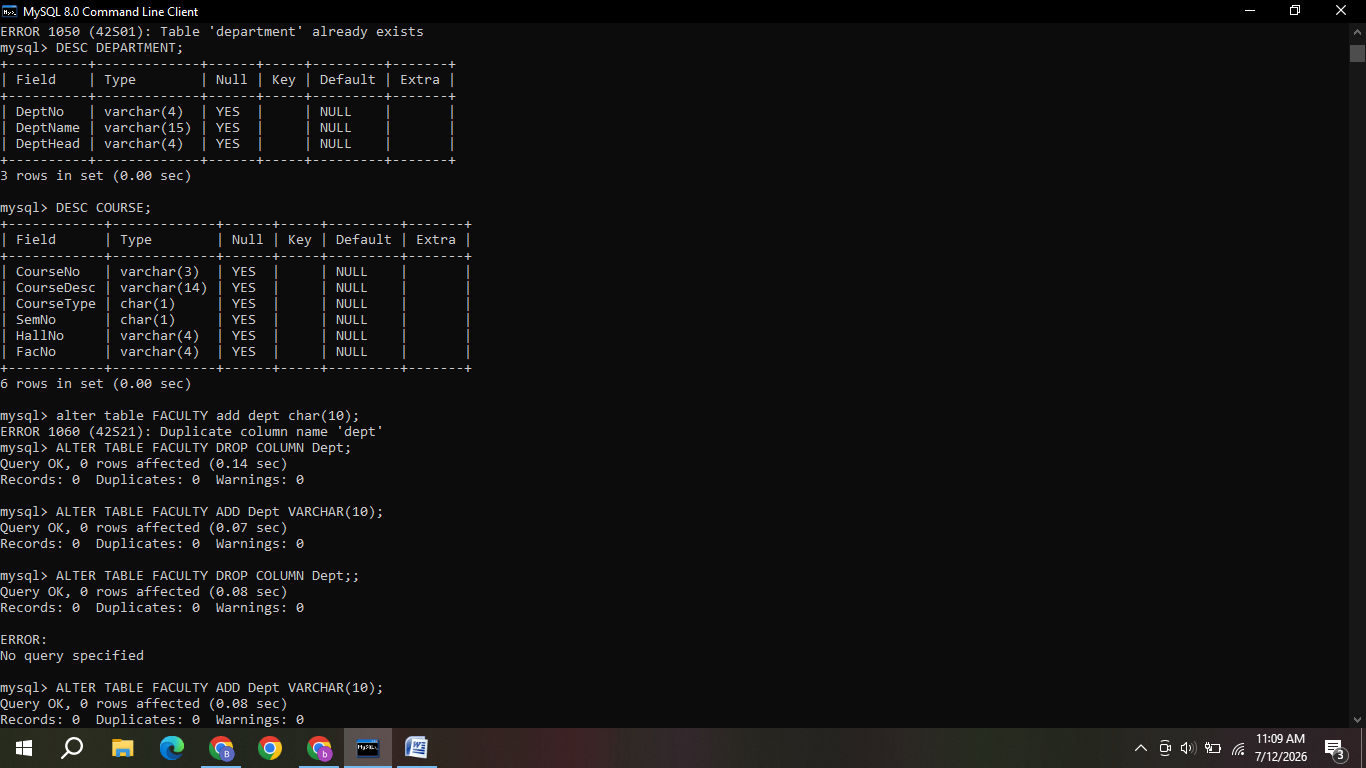 MySQL 8.0 Command Line Client
ERROR 1050 (42S01): Table 'department' already exists
mysql> DESC DEPARTMENT;
+----------+-------------+------+-----+---------+-------+
| Field    | Type        | Null | Key | Default | Extra |
+----------+-------------+------+-----+---------+-------+
| DeptNo   | varchar(4)  | YES  |     | NULL    |       |
| DeptName | varchar(15) | YES  |     | NULL    |       |
| DeptHead | varchar(4)  | YES  |     | NULL    |       |
+----------+-------------+------+-----+---------+-------+
3 rows in set (0.00 sec)

mysql> DESC COURSE;
+------------+-------------+------+-----+---------+-------+
| Field      | Type        | Null | Key | Default | Extra |
+------------+-------------+------+-----+---------+-------+
| CourseNo   | varchar(3)  | YES  |     | NULL    |       |
| CourseDesc | varchar(14) | YES  |     | NULL    |       |
| CourseType | char(1)     | YES  |     | NULL    |       |
| SemNo      | char(1)     | YES  |     | NULL    |       |
| HallNo     | varchar(4)  | YES  |     | NULL    |       |
| FacNo      | varchar(4)  | YES  |     | NULL    |       |
+------------+-------------+------+-----+---------+-------+
6 rows in set (0.00 sec)

mysql> alter table FACULTY add dept char(10);
ERROR 1060 (42S21): Duplicate column name 'dept'
mysql> ALTER TABLE FACULTY DROP COLUMN Dept;
Query OK, 0 rows affected (0.14 sec)
Records: 0  Duplicates: 0  Warnings: 0

mysql> ALTER TABLE FACULTY ADD Dept VARCHAR(10);
Query OK, 0 rows affected (0.07 sec)
Records: 0  Duplicates: 0  Warnings: 0

mysql> ALTER TABLE FACULTY DROP COLUMN Dept;;
Query OK, 0 rows affected (0.08 sec)
Records: 0  Duplicates: 0  Warnings: 0

ERROR:
No query specified

mysql> ALTER TABLE FACULTY ADD Dept VARCHAR(10);
Query OK, 0 rows affected (0.08 sec)
Records: 0  Duplicates: 0  Warnings: 0
11:09 AM
7/12/2026
3